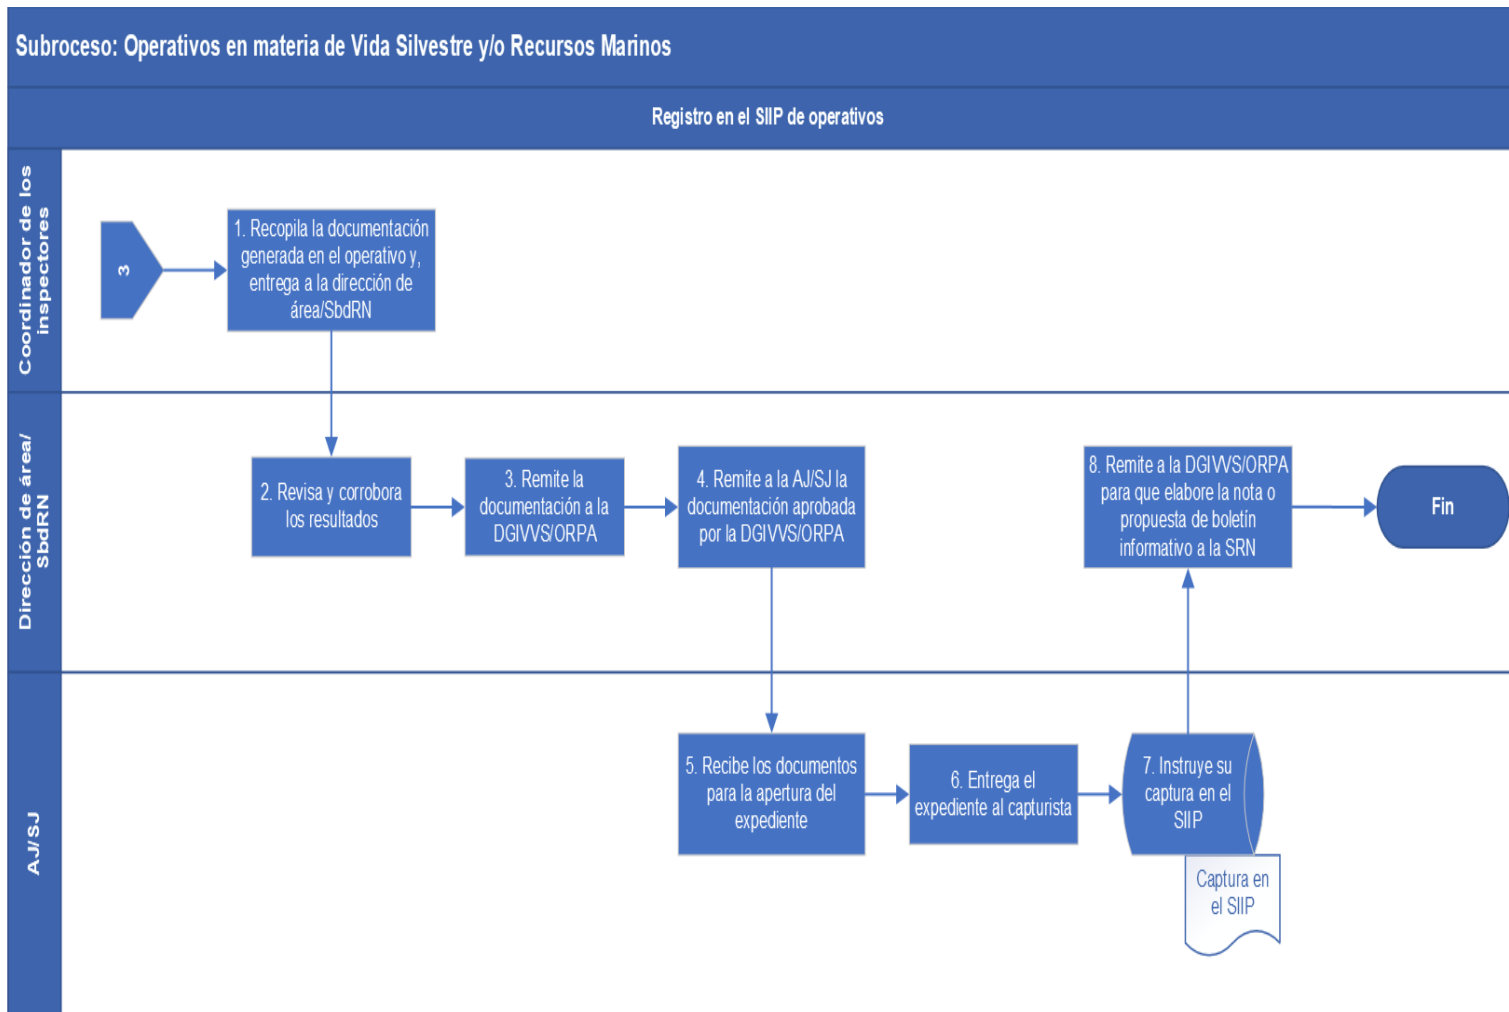 Subroceso: Operativos en materia de Vida Silvestre y/o Recursos Marinos
Registro en el SIIP de operativos
Coordinador de los
inspectores
3
1. Recopila la documentación
generada en el operativo y,
entrega a la dirección de
área/SbdRN
Dirección de área/
SbdRN
2. Revisa y corrobora
los resultados
3. Remite la
documentación a la
DGIVVS/ORPA
4. Remite a la AJ/SJ la
documentación aprobada
por la DGIVVS/ORPA
8. Remite a la DGIVVS/ORPA
para que elabore la nota o
propuesta de boletín
informativo a la SRN
Fin
AJ/SJ
5. Recibe los documentos
para la apertura del
expediente
6. Entrega el
expediente al capturista
7. Instruye su
captura en el
SIIP
Captura en
el SIIP